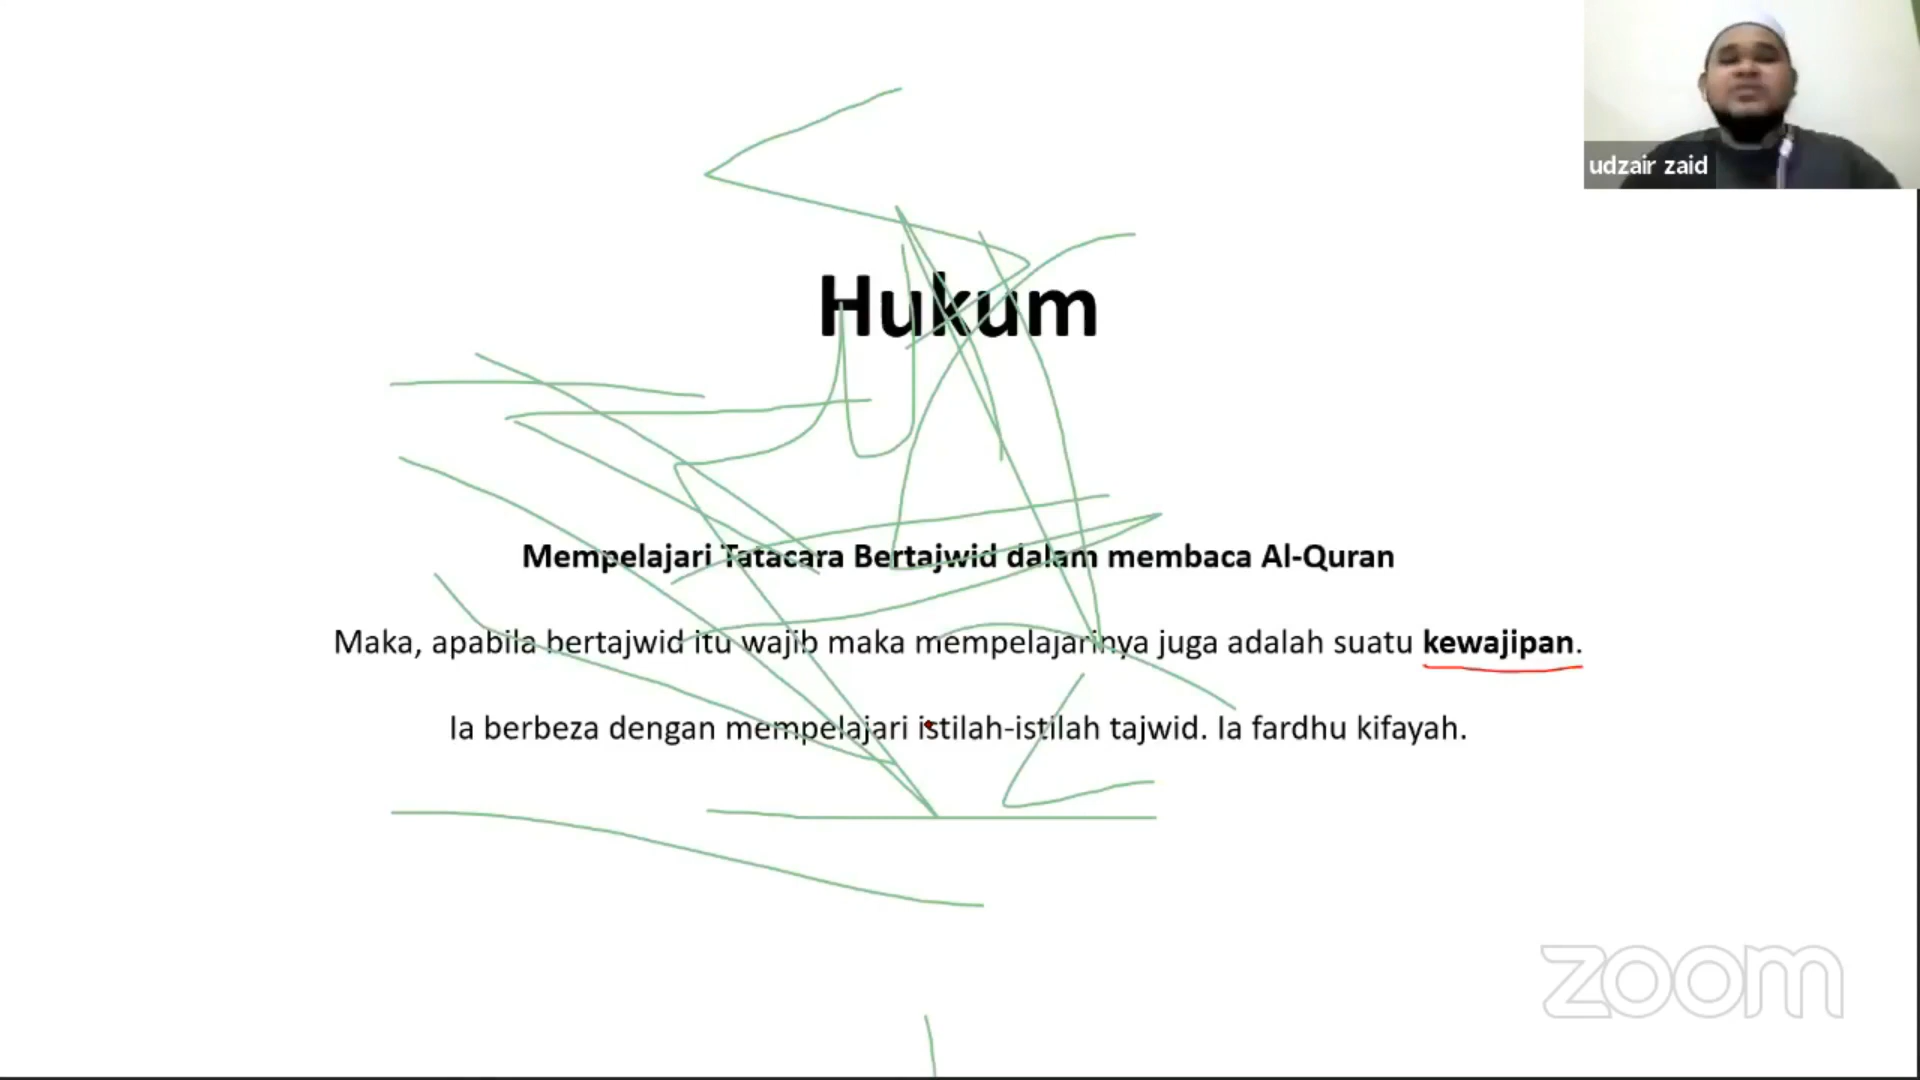 udzair zaid
Hukum
Mempelajari Tatacara Bertajwid dalam membaca Al-Quran
Maka, apabila bertajwid itu wajib maka mempelajarinya juga adalah suatu kewajipan.
Ia berbeza dengan mempelajari istilah-istilah tajwid. Ia fardhu kifayah.
zoom